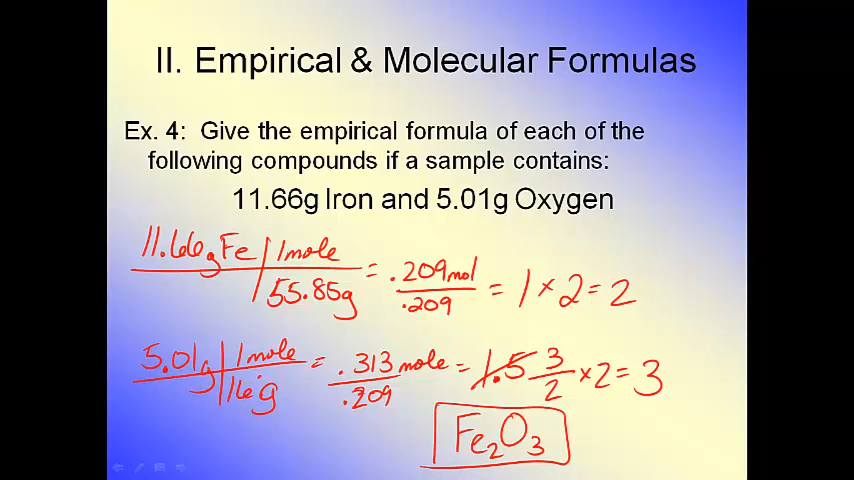 II. Empirical & Molecular Formulas
Ex. 4: Give the empirical formula of each of the
following compounds if a sample contains:
11.66g Iron and 5.01g Oxygen
11.66g Fe | 1mole / 55.85g = .209mol / .209 = 1 × 2 = 2
5.01g | 1mole / 16g = .313 mole / .209 = 1.5 3/2 × 2 = 3
Fe₂O₃